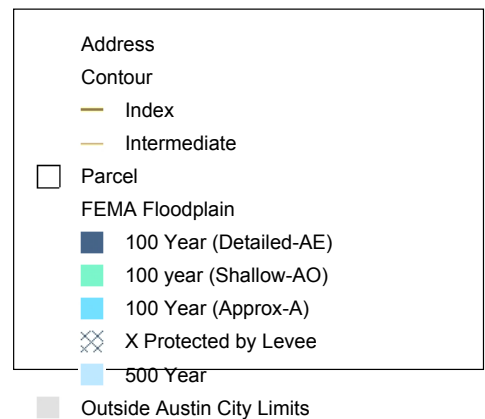 Address
Contour
Index
Intermediate
Parcel
FEMA Floodplain
100 Year (Detailed-AE)
100 year (Shallow-AO)
100 Year (Approx-A)
X Protected by Levee
500 Year
Outside Austin City Limits